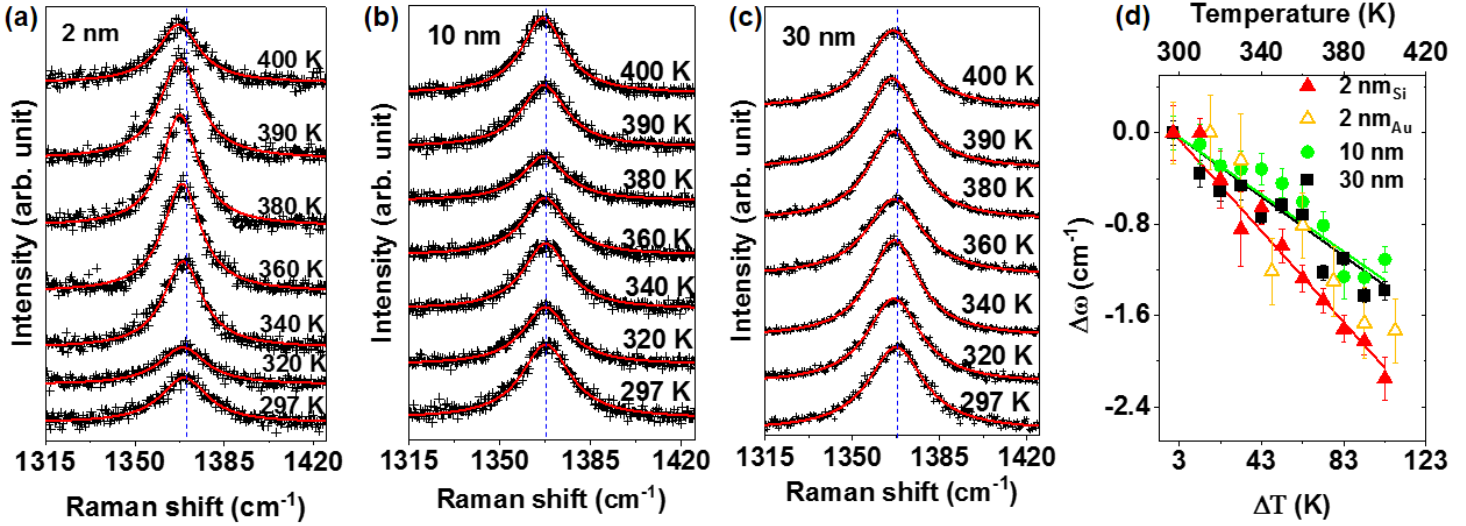 (a)
2 nm
400 K
390 K
380 K
360 K
340 K
320 K
297 K
Intensity (arb. unit)
1315 1350 1385 1420
Raman shift (cm⁻¹)
(b)
10 nm
400 K
390 K
380 K
360 K
340 K
320 K
297 K
Intensity (arb. unit)
1315 1350 1385 1420
Raman shift (cm⁻¹)
(c)
30 nm
400 K
390 K
380 K
360 K
340 K
320 K
297 K
Intensity (arb. unit)
1315 1350 1385 1420
Raman shift (cm⁻¹)
(d)
Temperature (K)
300 340 380 420
2 nm_Si
2 nm_Au
10 nm
30 nm
0.0
-0.8
-1.6
-2.4
Δω (cm⁻¹)
3 43 83 123
ΔT (K)